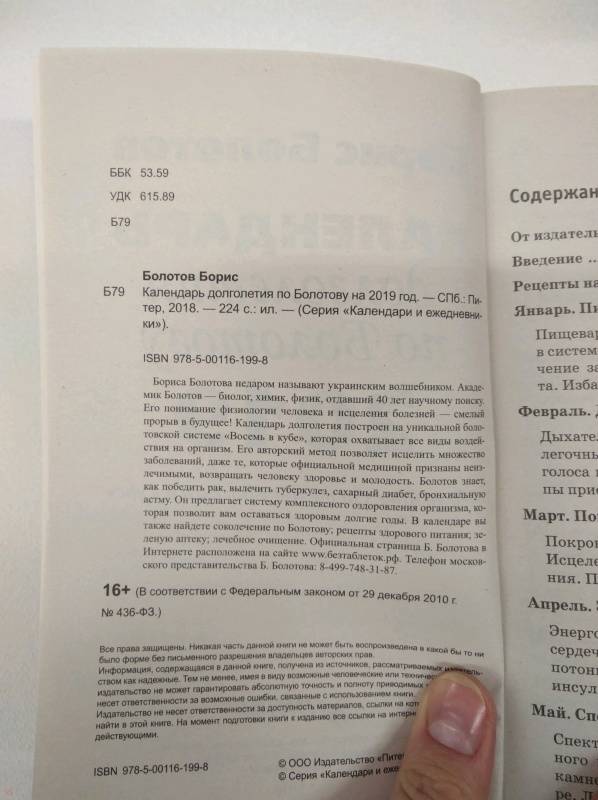 ББК 53.59
УДК 615.89
Б79
Болотов Борис
Б79 Календарь долголетия по Болотову на 2019 год. — СПб.: Пи-
тер, 2018. — 224 с.: ил. — (Серия «Календари и ежедневни-
ки»).
ISBN 978-5-00116-199-8
Бориса Болотова недаром называют украинским волшебником. Акаде-
мик Болотов — биолог, химик, физик, отдавший 40 лет научному поиску.
Его понимание физиологии человека и исцеления болезней — смелый
прорыв в будущее! Календарь долголетия построен на уникальной боло-
товской системе «Восемь в кубе», которая охватывает все виды воздей-
ствия на организм. Его авторский метод позволяет исцелить множество
заболеваний, даже те, которые официальной медициной признаны неиз-
лечимыми, возвращать человеку здоровье и молодость. Болотов знает,
как победить рак, вылечить туберкулез, сахарный диабет, бронхиальную
астму. Он предлагает систему комплексного оздоровления организма, ко-
торая позволит вам оставаться здоровым долгие годы. В календаре вы
также найдете соколечение по Болотову; рецепты здорового питания; зе-
леную аптеку; лечебное очищение. Официальная страница Б. Болотова в
Интернете расположена на сайте www.безтаблеток.рф. Телефон москов-
ского представительства Б. Болотова: 8-499-748-31-87.
16+ (В соответствии с Федеральным законом от 29 декабря 2010 г.
№ 436-ФЗ.)
Все права защищены. Никакая часть данной книги не может быть воспроизведена в какой бы то ни
было форме без письменного разрешения владельцев авторских прав.
Информация, содержащаяся в данной книге, получена из источников, рассматриваемых издатель-
ством как надежные. Тем не менее, имея в виду возможные человеческие или техниче
издательство не может гарантировать абсолютную точность и полноту приводимых
несет ответственности за возможные ошибки, связанные с использованием книги.
Издательство не несет ответственности за доступность материалов, ссылки на кот
найти в этой книге. На момент подготовки книги к изданию все ссылки на интерн
действующими.
ISBN 978-5-00116-199-8
© ООО Издательство «Пите
© Серия «Календари и еже
Содержан
От издатель
Введение ..
Рецепты на
Январь. Пи
Пищевар
в систем
чение за
та. Изба
Февраль. Д
Дыхател
легочны
голоса
пы прис
Март. Поч
Покрон
Исцеле
ния. П
Апрель. З
Энерго
сердеч
потони
инсул
Май. Спе
Спект
ного
камне
ре. Л